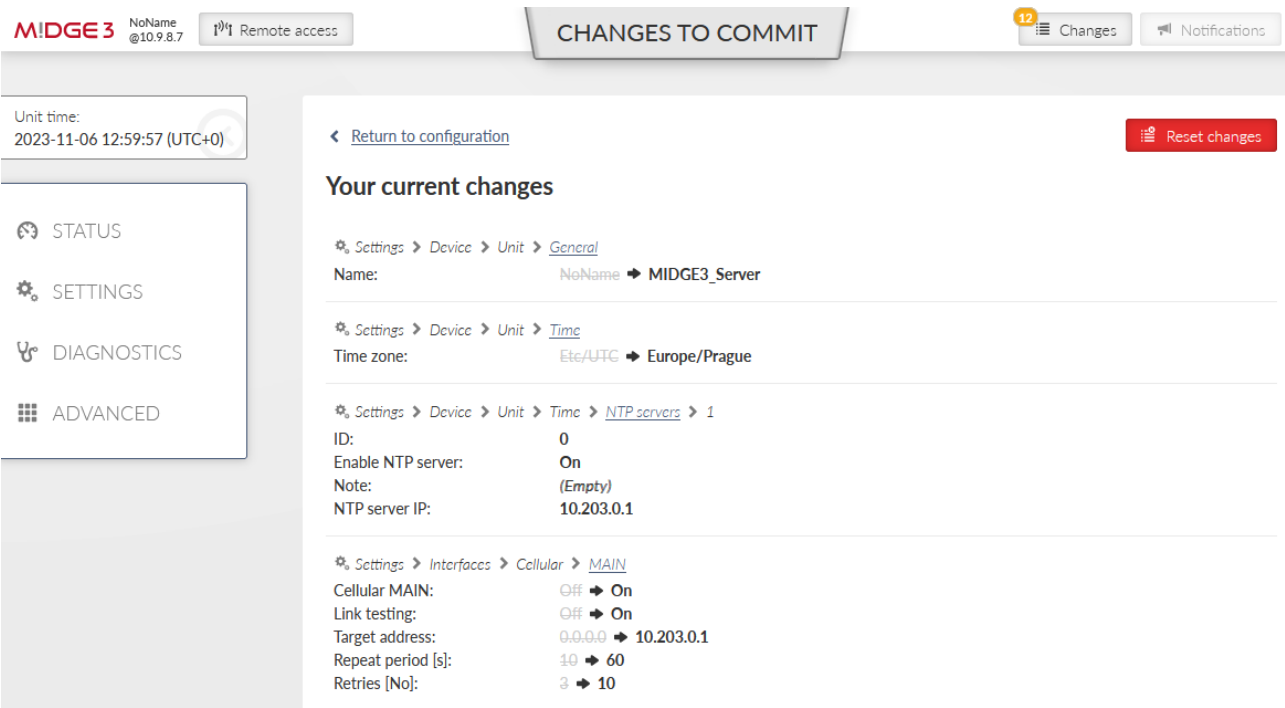 M!DGE 3 NoName
@10.9.8.7
Remote access
CHANGES TO COMMIT
12
Changes
Notifications
Unit time:
2023-11-06 12:59:57 (UTC+0)
STATUS
SETTINGS
DIAGNOSTICS
ADVANCED
Return to configuration
Reset changes
Your current changes
Settings > Device > Unit > General
Name: NoName → MIDGE3_Server
Settings > Device > Unit > Time
Time zone: Etc/UTC → Europe/Prague
Settings > Device > Unit > Time > NTP servers > 1
ID: 0
Enable NTP server: On
Note: (Empty)
NTP server IP: 10.203.0.1
Settings > Interfaces > Cellular > MAIN
Cellular MAIN: Off → On
Link testing: Off → On
Target address: 0.0.0.0 → 10.203.0.1
Repeat period [s]: 10 → 60
Retries [No]: 3 → 10